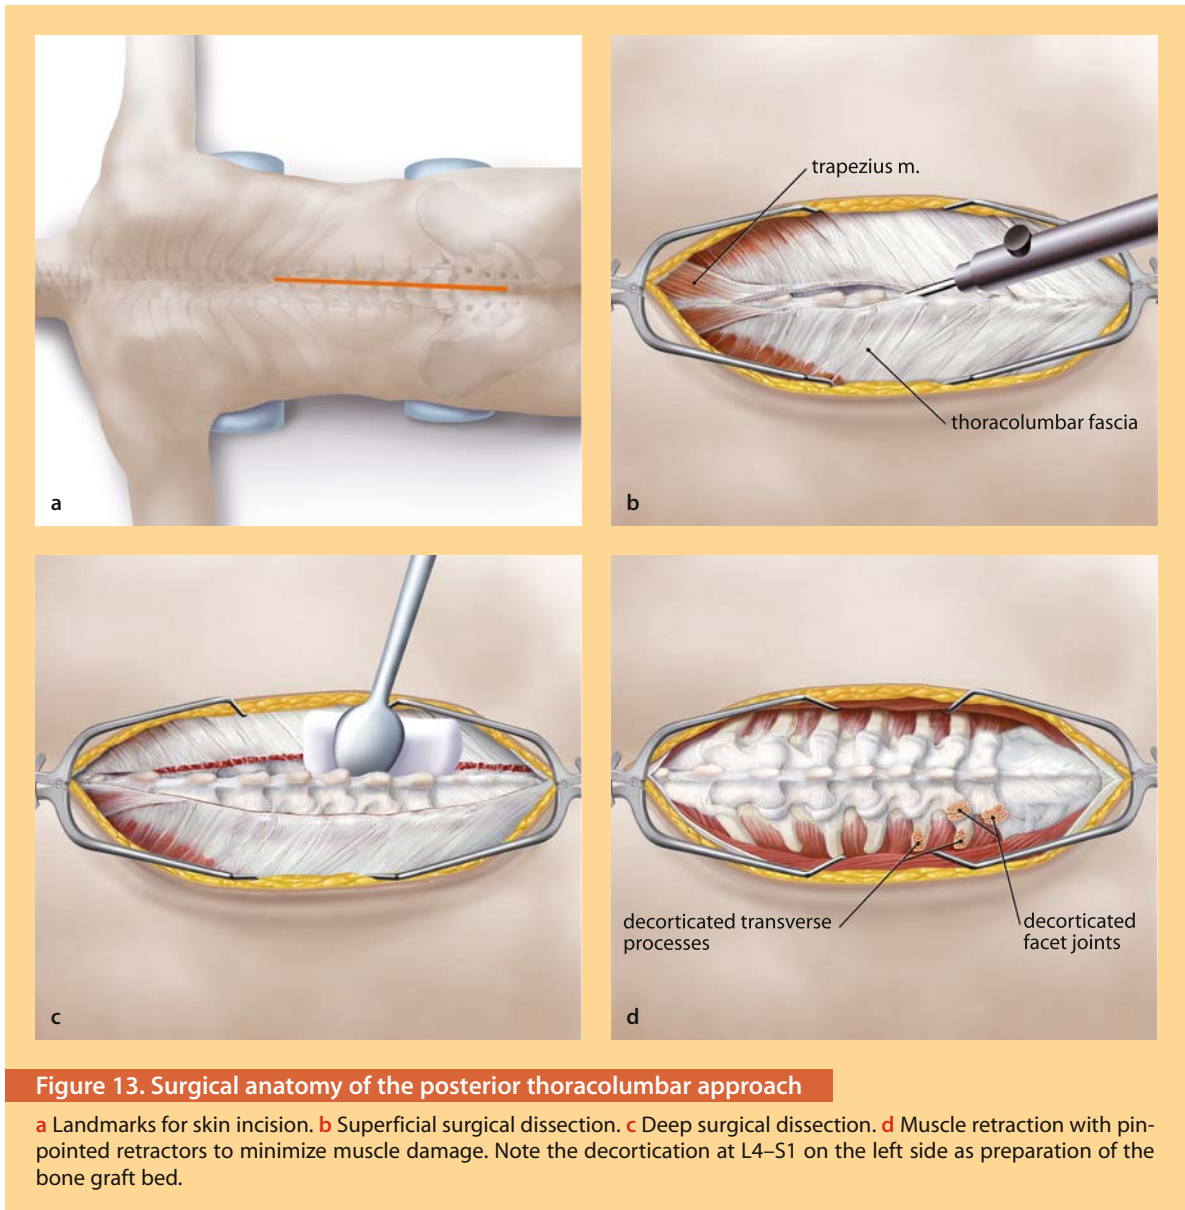 trapezius m.
thoracolumbar fascia
a
b
decorticated transverse
processes
decorticated
facet joints
c
d
Figure 13. Surgical anatomy of the posterior thoracolumbar approach
a Landmarks for skin incision. b Superficial surgical dissection. c Deep surgical dissection. d Muscle retraction with pin-
pointed retractors to minimize muscle damage. Note the decortication at L4–S1 on the left side as preparation of the
bone graft bed.